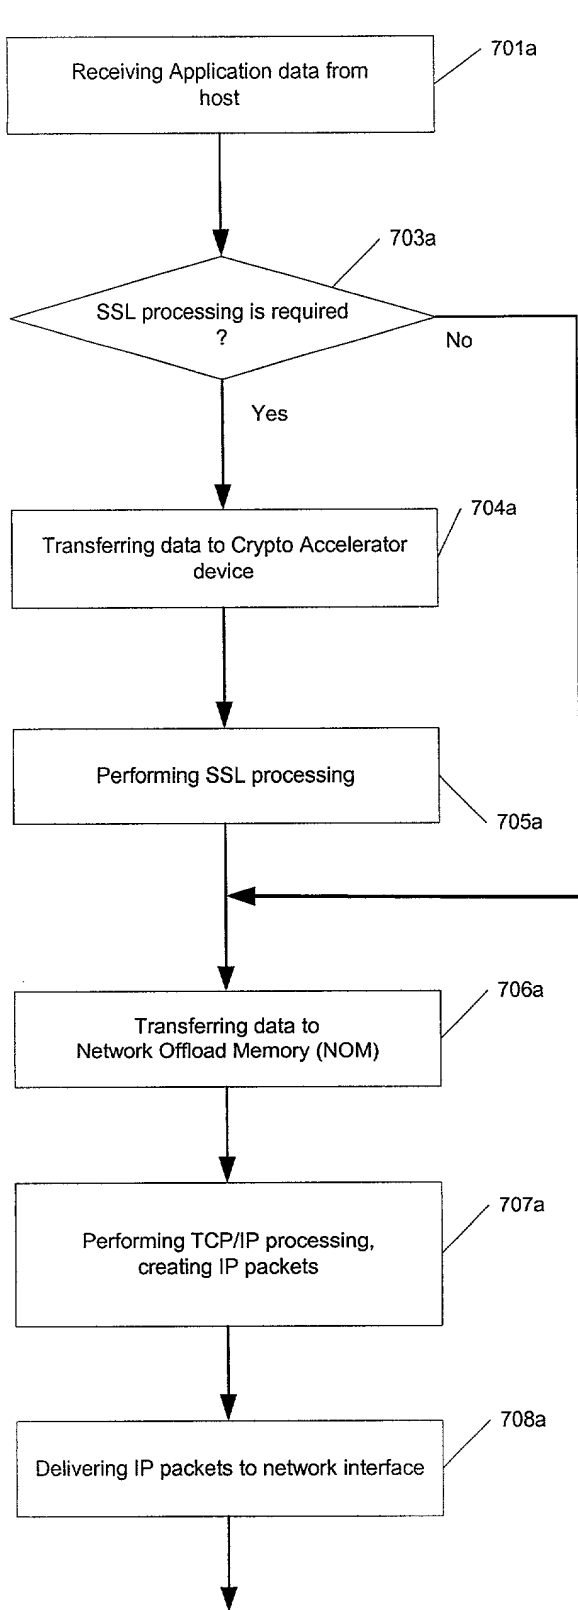 701a
Receiving Application data from
host
703a
SSL processing is required
?
No
Yes
704a
Transferring data to Crypto Accelerator
device
Performing SSL processing
705a
706a
Transferring data to
Network Offload Memory (NOM)
707a
Performing TCP/IP processing,
creating IP packets
708a
Delivering IP packets to network interface